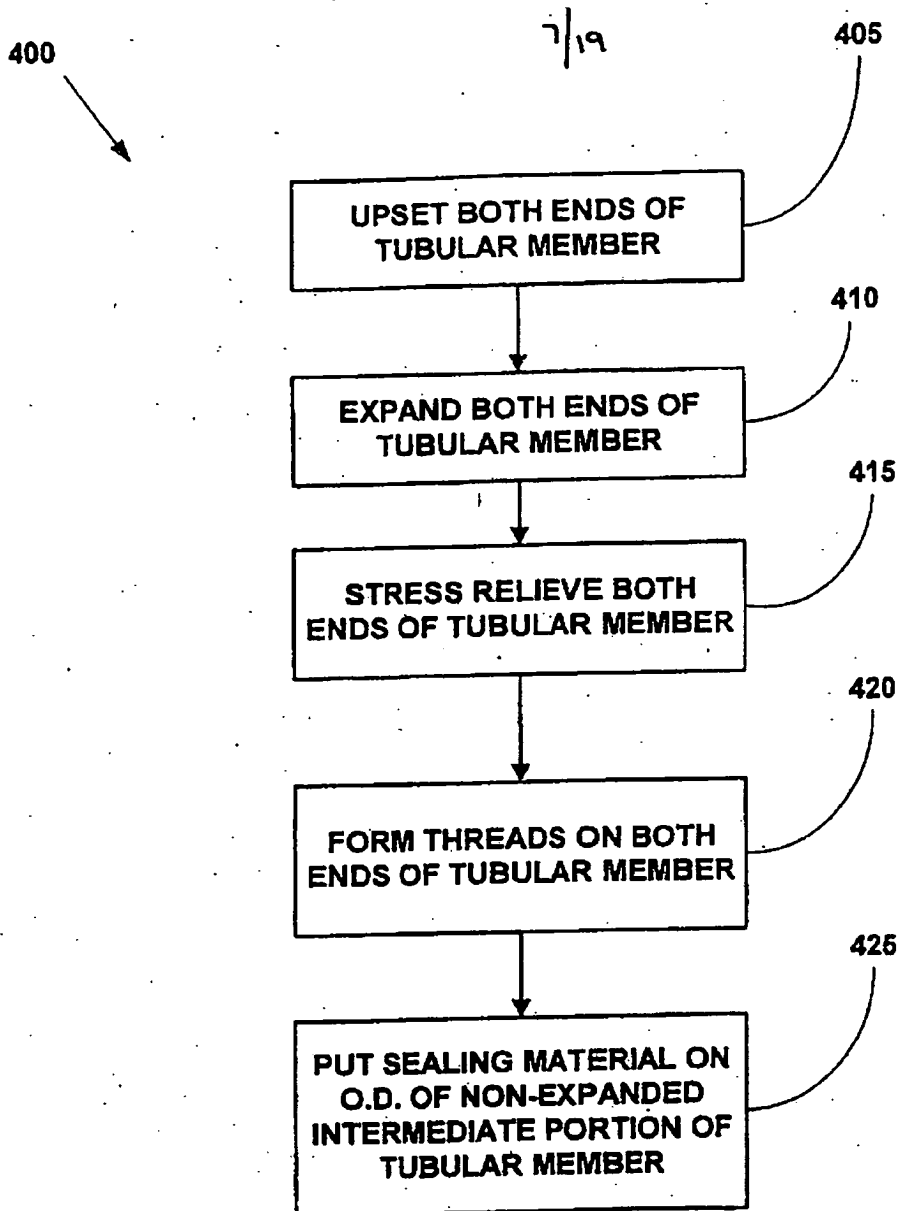 7/19
400
405
UPSET BOTH ENDS OF
TUBULAR MEMBER
410
EXPAND BOTH ENDS OF
TUBULAR MEMBER
415
STRESS RELIEVE BOTH
ENDS OF TUBULAR MEMBER
420
FORM THREADS ON BOTH
ENDS OF TUBULAR MEMBER
425
PUT SEALING MATERIAL ON
O.D. OF NON-EXPANDED
INTERMEDIATE PORTION OF
TUBULAR MEMBER